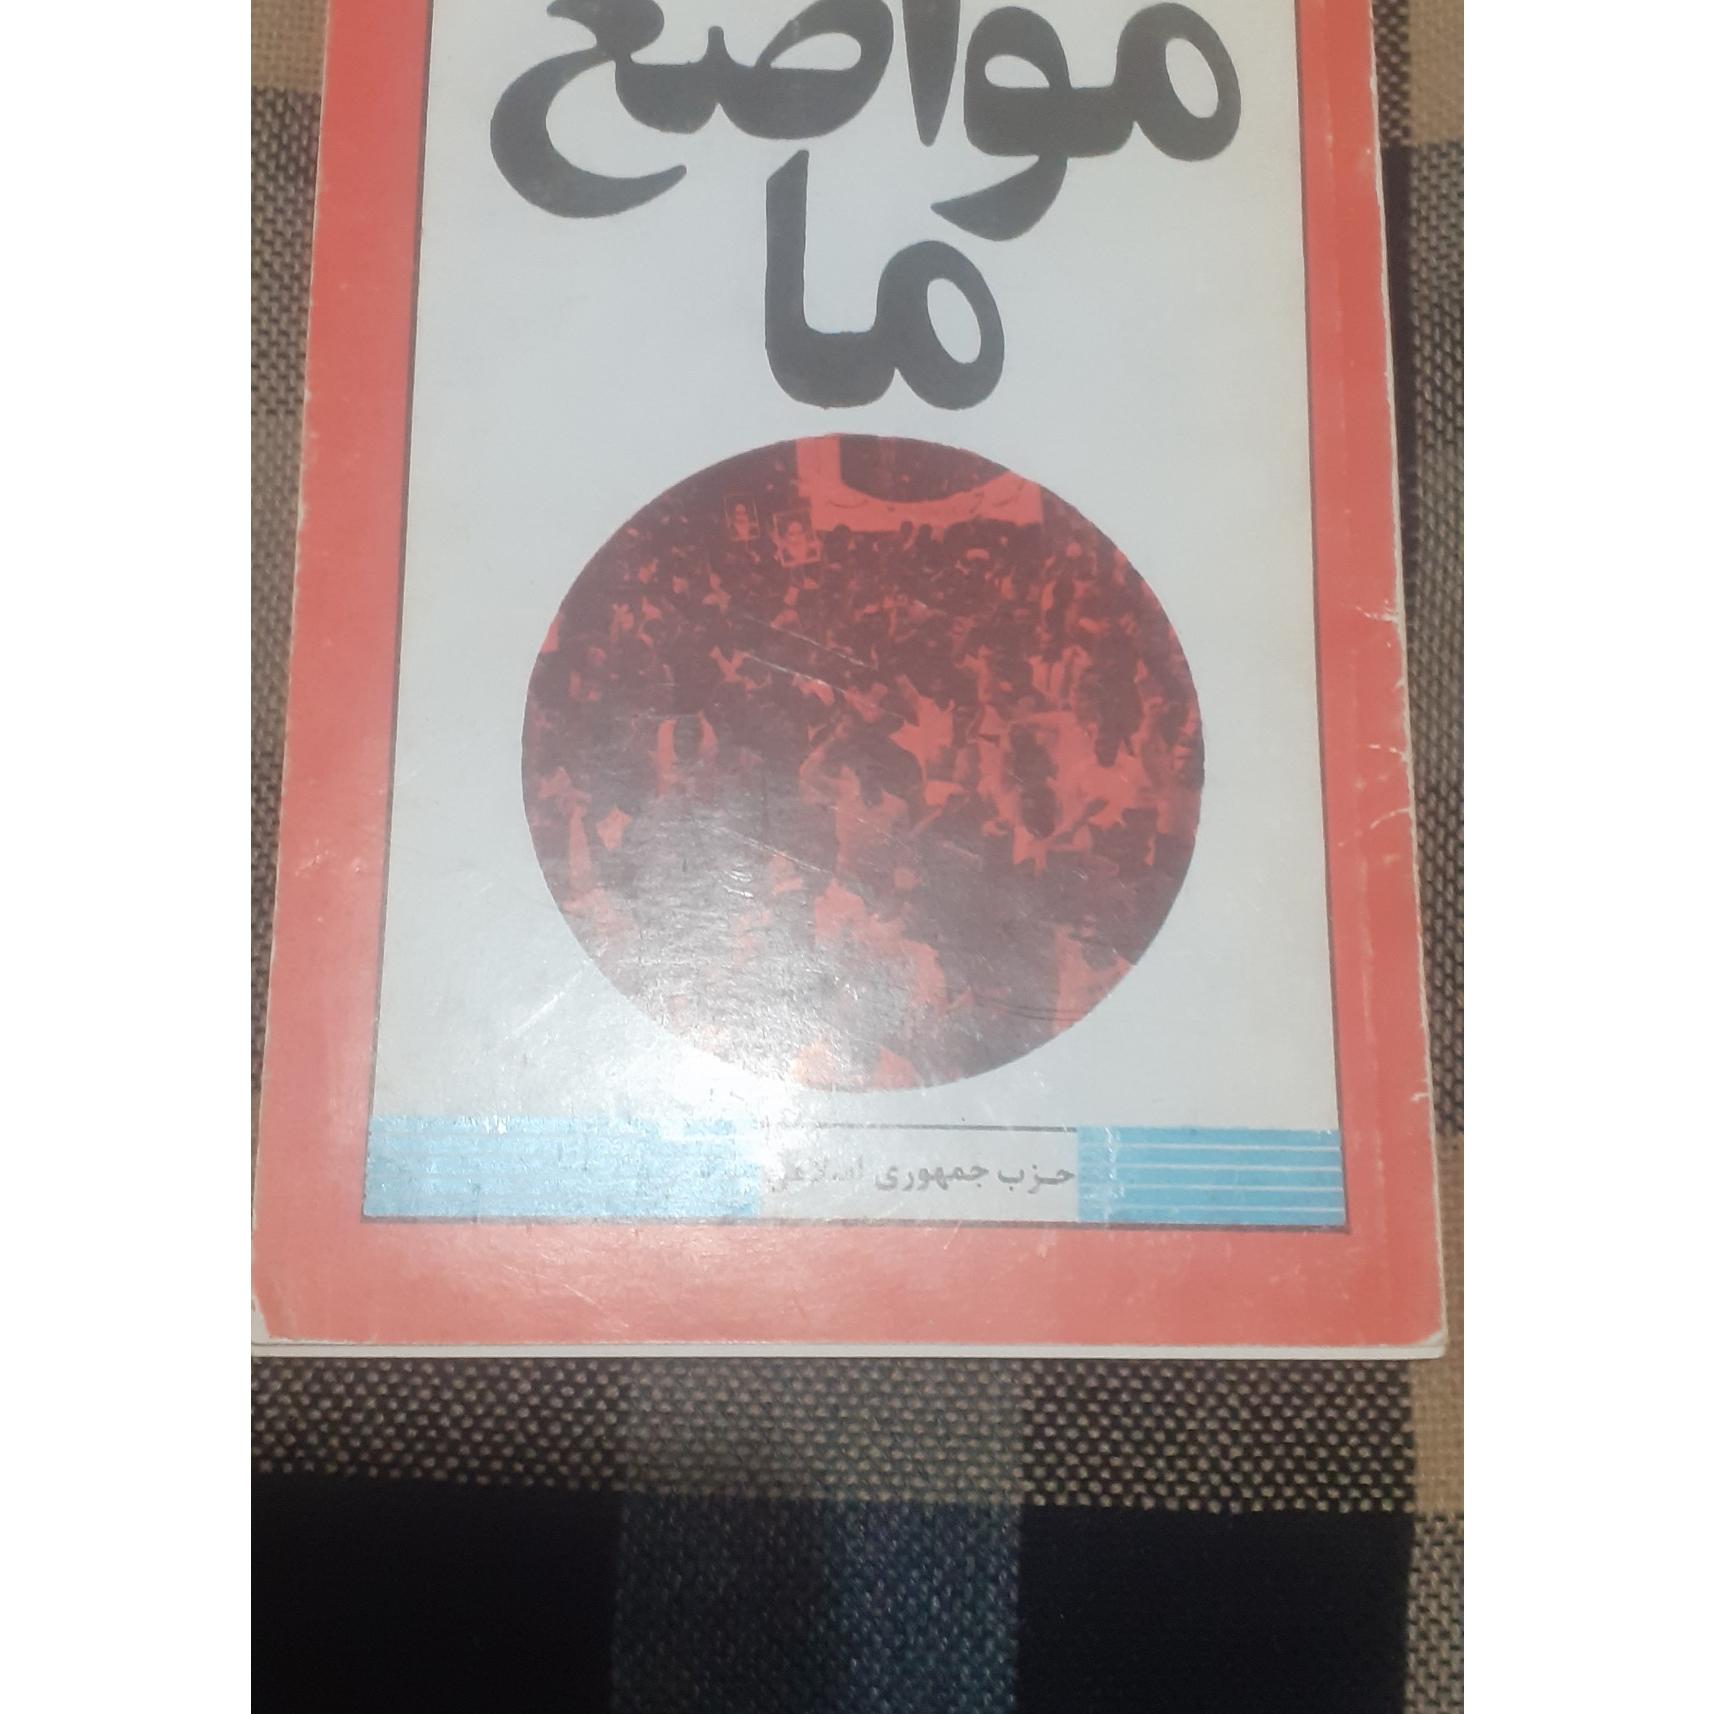 مواضع
ما
حزب جمهوری اسلامی